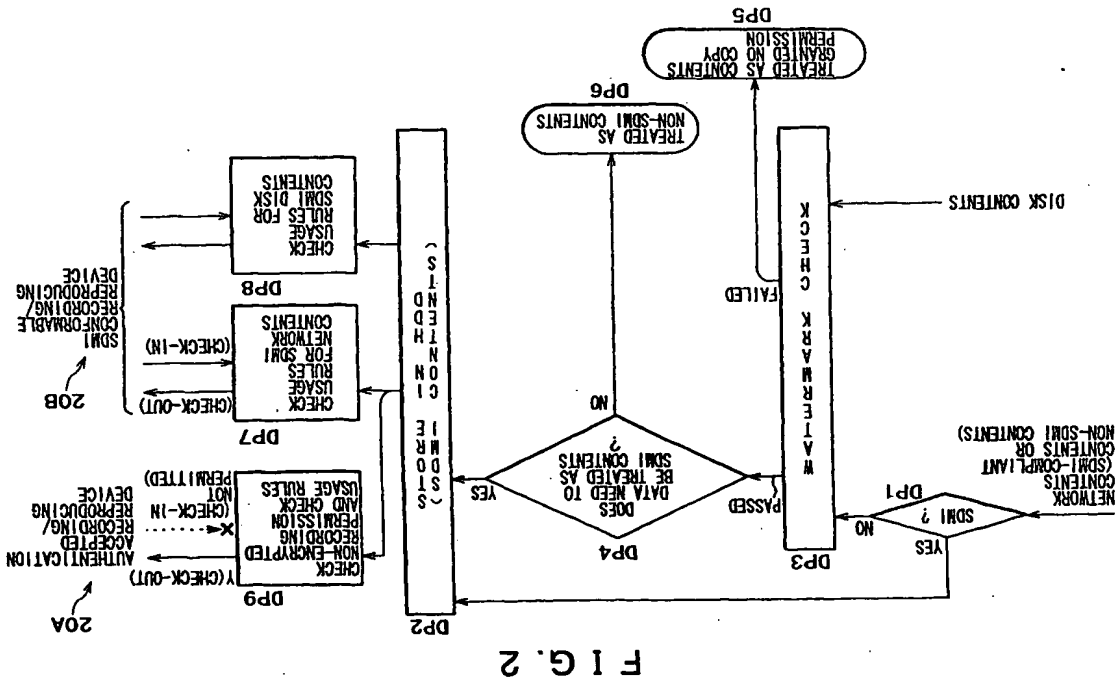 FIG. 2
20A
NETWORK
CONTENTS
(SDMI-COMPLIANT
CONTENTS OR
NON-SDMI CONTENTS)
DP1
SDMI ?
YES
NO
DP3
WATERMARK CEHCK
DISK CONTENTS
PASSED
FAILED
DP4
DOES
DATA NEED TO
BE TREATED AS
SDMI CONTENTS
?
YES
NO
TREATED AS CONTENTS
GRANTED NO COPY
PERMISSION
DP5
TREATED AS
NON-SDMI CONTENTS
DP6
DP2
STORE IN HDD
(SDMI CONTENTS)
DP9
CHECK
NON-ENCRYPTED
RECORDING
PERMISSION
AND CHECK
USAGE RULES
Y(CHECK-OUT)
(CHECK-IN
NOT
PERMITTED)
AUTHENTICATION
ACCEPTED
RECORDING/
REPRODUCING
DEVICE
DP7
CHECK
USAGE
RULES
FOR SDMI
NETWORK
CONTENTS
(CHECK-OUT)
(CHECK-IN)
20B
SDMI
CONFORMABLE
RECORDING/
REPRODUCING
DEVICE
DP8
CHECK
USAGE
RULES FOR
SDMI DISK
CONTENTS